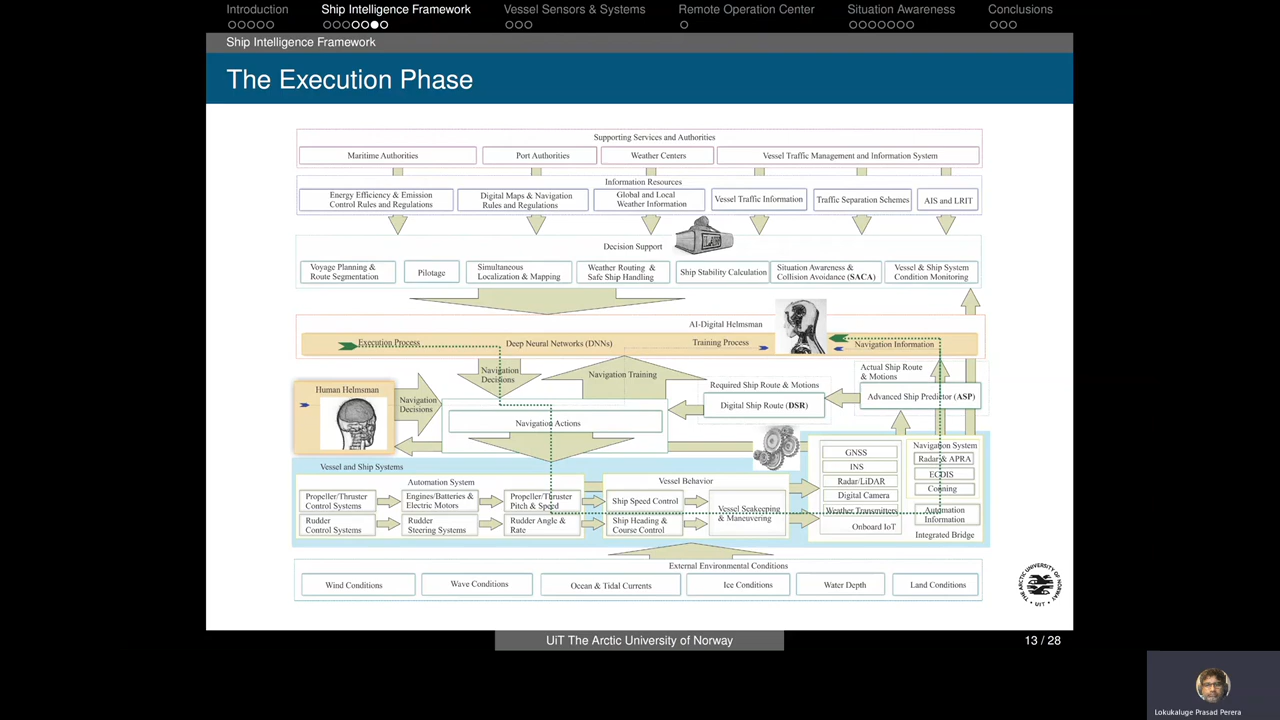 Introduction
Ship Intelligence Framework
Vessel Sensors & Systems
Remote Operation Center
Situation Awareness
Conclusions
Ship Intelligence Framework
The Execution Phase
Supporting Services and Authorities
Maritime Authorities
Port Authorities
Weather Centers
Vessel Traffic Management and Information System
Information Resources
Energy Efficiency & Emission
Control Rules and Regulations
Digital Maps & Navigation
Rules and Regulations
Global and Local
Weather Information
Vessel Traffic Information
Traffic Separation Schemes
AIS and LRIT
Decision Support
LAB
Voyage Planning &
Route Segmentation
Pilotage
Simultaneous
Localization & Mapping
Weather Routing &
Safe Ship Handling
Ship Stability Calculation
Situation Awareness &
Collision Avoidance (SACA)
Vessel & Ship System
Condition Monitoring
AI-Digital Helmsman
Execution Process
Deep Neural Networks (DNNs)
Training Process
Navigation Information
Human Helmsman
Navigation
Decisions
Navigation
Decisions
Navigation Training
Required Ship Route & Motions
Digital Ship Route (DSR)
Actual Ship Route
& Motions
Advanced Ship Predictor (ASP)
Navigation Actions
Vessel and Ship Systems
Automation System
Propeller/Thruster
Control Systems
Engines/Batteries &
Electric Motors
Propeller/Thruster
Pitch & Speed
Rudder
Control Systems
Rudder
Steering Systems
Rudder Angle &
Rate
Vessel Behavior
Ship Speed Control
Ship Heading &
Course Control
Vessel Seakeeping
& Maneuvering
GNSS
INS
Radar/LiDAR
Digital Camera
Weather Transmitters
Onboard IoT
Navigation System
Radar & APRA
ECDIS
Conning
Automation
Information
Integrated Bridge
External Environmental Conditions
Wind Conditions
Wave Conditions
Ocean & Tidal Currents
Ice Conditions
Water Depth
Land Conditions
THE ARCTIC UNIVERSITY OF NORWAY
UiT
UiT The Arctic University of Norway
13 / 28
Lokukaluge Prasad Perera